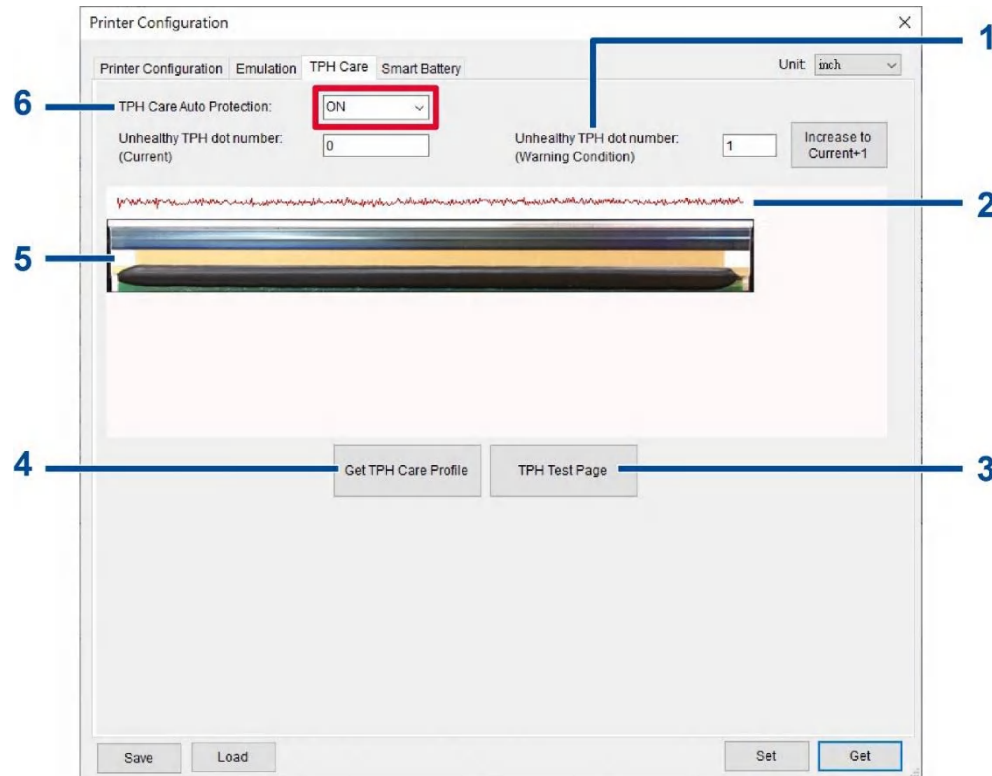 Printer Configuration
1
Printer Configuration Emulation TPH Care Smart Battery Unit: inch
6 TPH Care Auto Protection: ON
Unhealthy TPH dot number: 0 Unhealthy TPH dot number: 1 Increase to
(Current) (Warning Condition) Current+1
2
5
4 Get TPH Care Profile TPH Test Page 3
Save Load Set Get